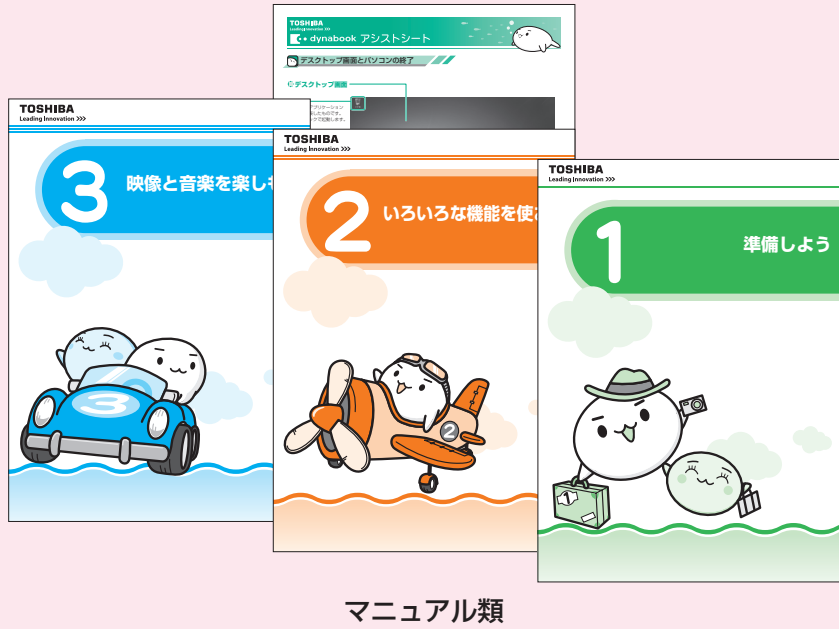 TOSHIBA
Leading Innovation >>>
dynabook アシストシート
デスクトップ画面とパソコンの終了
デスクトップ画面
TOSHIBA
Leading Innovation >>>
3 映像と音楽を楽し
3
TOSHIBA
Leading Innovation >>>
2 いろいろな機能を使
2
TOSHIBA
Leading Innovation >>>
1 準備しよう
1
マニュアル類